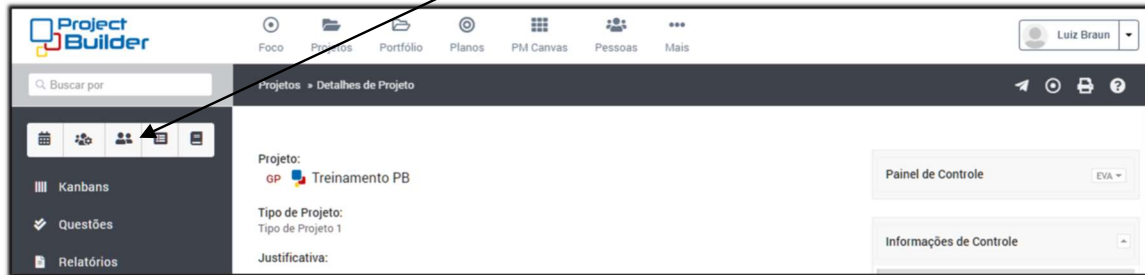 Project
Builder
Foco Projetos Portfólio Planos PM Canvas Pessoas Mais
Luiz Braun
Buscar por
Projetos » Detalhes de Projeto
Kanbans
Questões
Relatórios
Projeto:
GP Treinamento PB
Tipo de Projeto:
Tipo de Projeto 1
Justificativa:
Painel de Controle
EVA
Informações de Controle